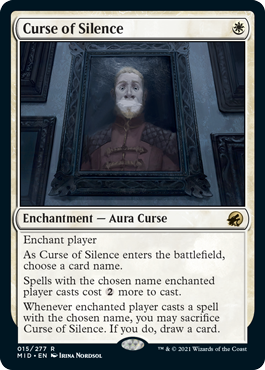 Curse of Silence
Enchantment — Aura Curse
Enchant player
As Curse of Silence enters the battlefield,
choose a card name.
Spells with the chosen name enchanted
player casts cost 2 more to cast.
Whenever enchanted player casts a spell
with the chosen name, you may sacrifice
Curse of Silence. If you do, draw a card.
015/277 R
MID • EN Irina Nordsol
™ & © 2021 Wizards of the Coast